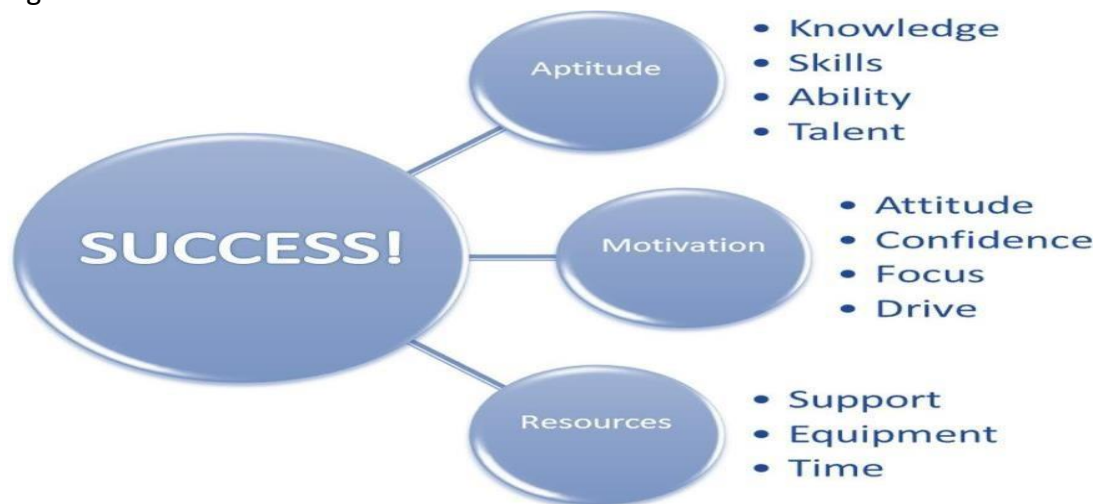 SUCCESS!
Aptitude
• Knowledge
• Skills
• Ability
• Talent
Motivation
• Attitude
• Confidence
• Focus
• Drive
Resources
• Support
• Equipment
• Time